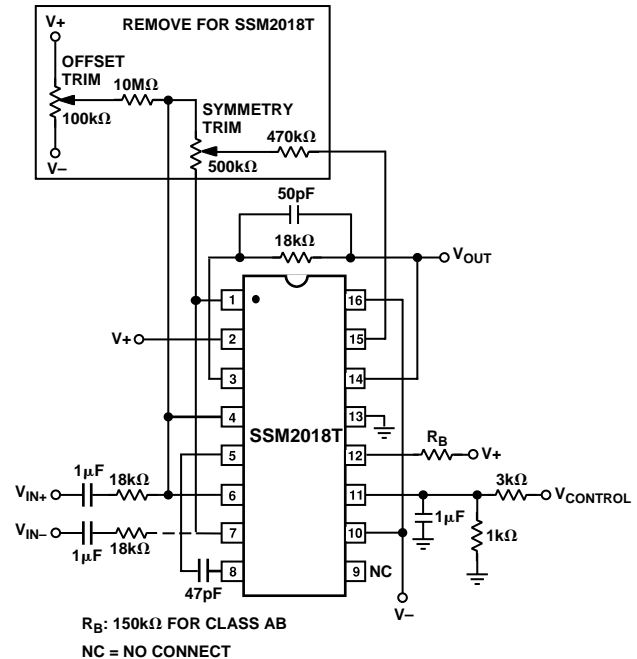 V+
REMOVE FOR SSM2018T
OFFSET
TRIM
10MΩ
100kΩ
V–
SYMMETRY
TRIM
470kΩ
500kΩ
50pF
18kΩ
VOUT
1
16
V+
2
15
3
14
4
13
SSM2018T
5
12
RB
V+
1µF
18kΩ
VIN+
6
11
3kΩ
VCONTROL
1µF
1kΩ
VIN–
1µF
18kΩ
7
10
8
9
NC
47pF
V–
RB: 150kΩ FOR CLASS AB
NC = NO CONNECT